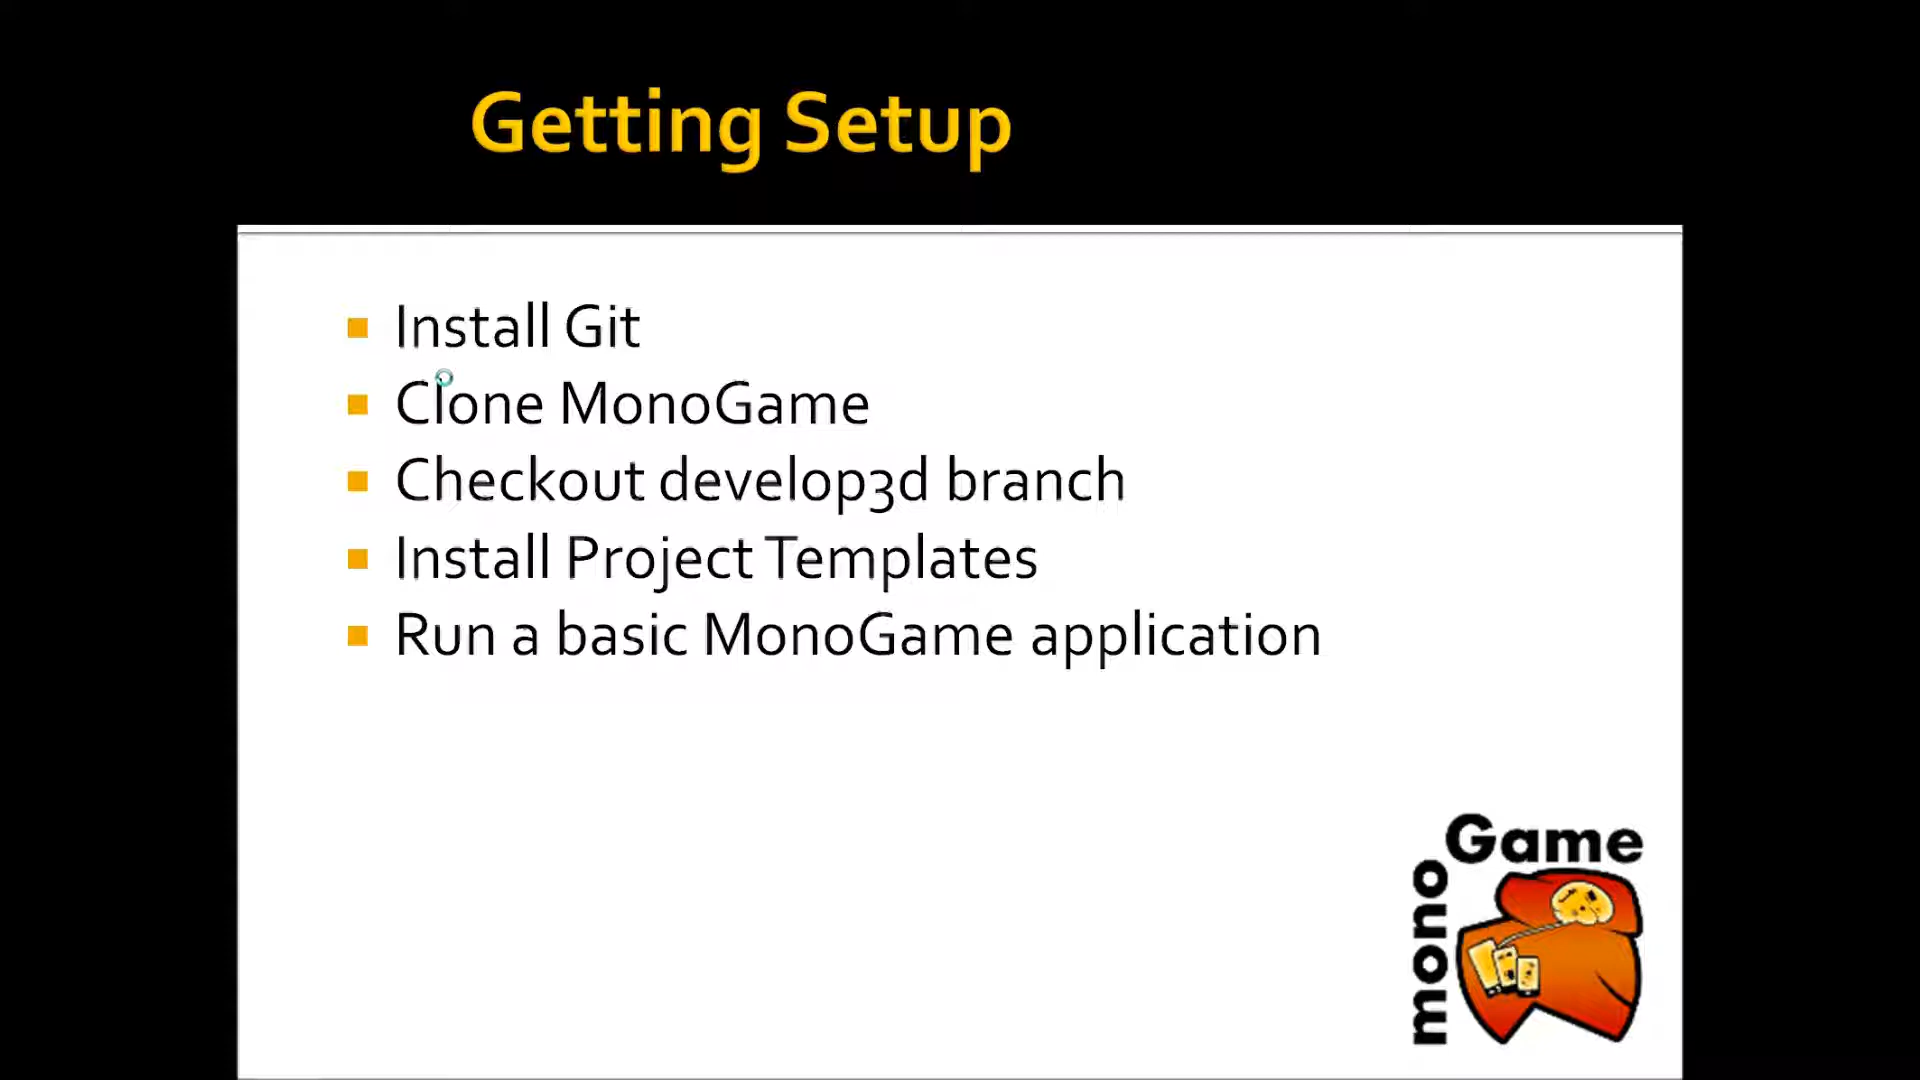 Getting Setup
Install Git
Clone MonoGame
Checkout develop3d branch
Install Project Templates
Run a basic MonoGame application
mono
Game